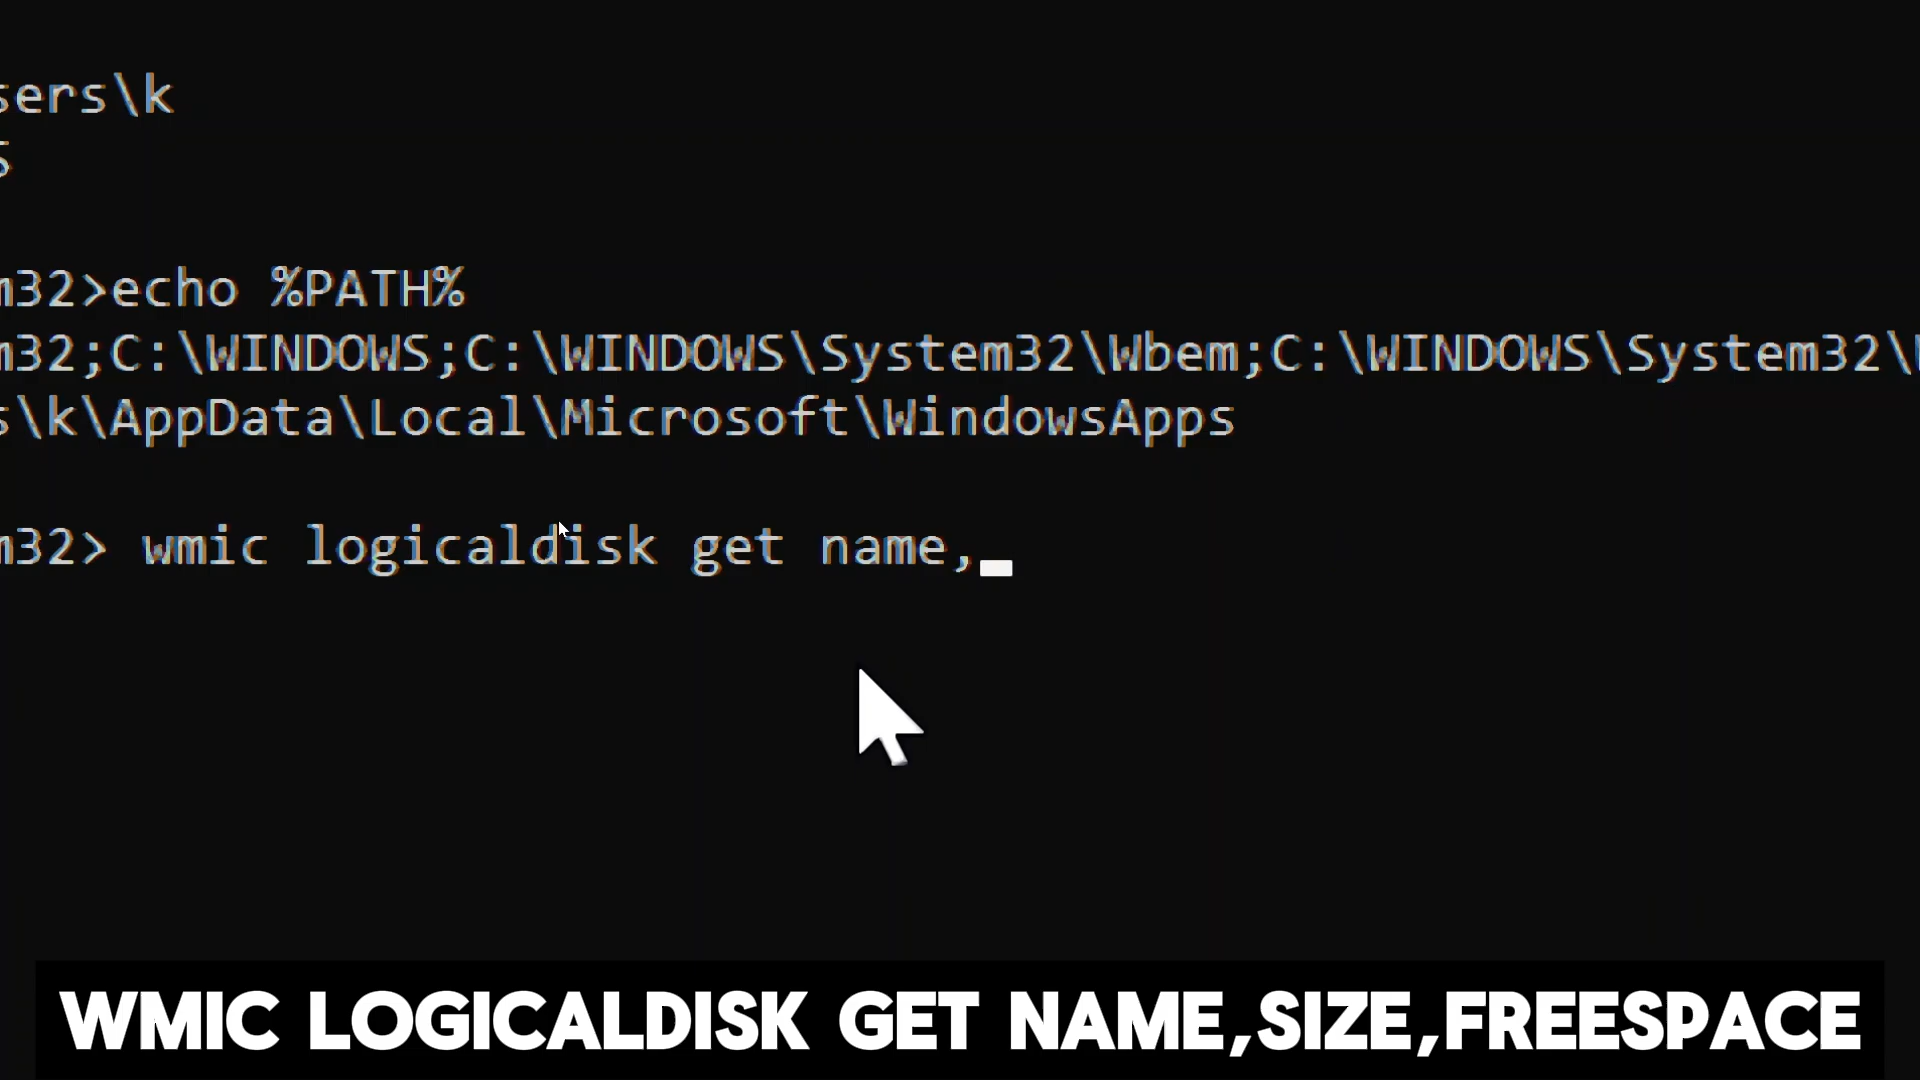 sers\k
m32>echo %PATH%
m32;C:\WINDOWS;C:\WINDOWS\System32\Wbem;C:\WINDOWS\System32\
s\k\AppData\Local\Microsoft\WindowsApps
m32> wmic logicaldisk get name,
WMIC LOGICALDISK GET NAME,SIZE,FREESPACE